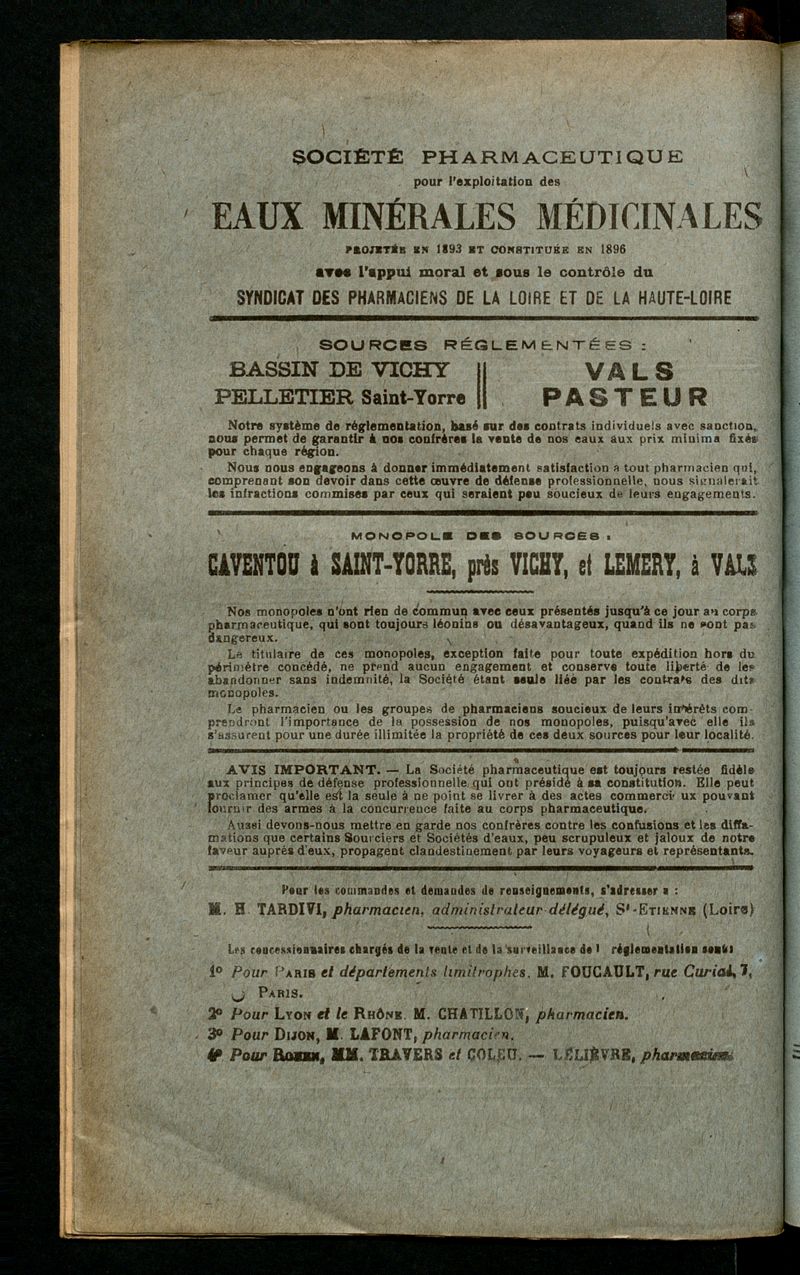 SOCIÉTÉ PHARMACEUTIQUE
pour l'exploitation des
EAUX MINÉRALES MÉDICINALES
PROJETÉE EN 1893 ET CONSTITUÉE EN 1896
avec l'appui moral et sous le contrôle du
SYNDICAT DES PHARMACIENS DE LA LOIRE ET DE LA HAUTE-LOIRE
SOURCES RÉGLEMENTÉES :
BASSIN DE VICHY
PELLETIER Saint-Yorre
VALS
PASTEUR
Notre système de réglementation, basé sur des contrats individuels avec sanction,
nous permet de garantir à nos confrères la vente de nos eaux aux prix minima fixés
pour chaque région.
Nous nous engageons à donner immédiatement satisfaction à tout pharmacien qui,
comprenant son devoir dans cette œuvre de défense professionnelle, nous signalerait
les infractions commises par ceux qui seraient peu soucieux de leurs engagements.
MONOPOLE DES SOURCES :
CAVENTOU à SAINT-YORRE, près VICHY, et LEMERY, à VALS
Nos monopoles n'ont rien de commun avec ceux présentés jusqu'à ce jour au corps
pharmaceutique, qui sont toujours léonins ou désavantageux, quand ils ne sont pas
dangereux.
Le titulaire de ces monopoles, exception faite pour toute expédition hors du
périmètre concédé, ne prend aucun engagement et conserve toute liberté de les
abandonner sans indemnité, la Société étant seule liée par les contrats des dits
monopoles.
Le pharmacien ou les groupes de pharmaciens soucieux de leurs intérêts com-
prendront l'importance de la possession de nos monopoles, puisqu'avec elle ils
s'assurent pour une durée illimitée la propriété de ces deux sources pour leur localité.
AVIS IMPORTANT. — La Société pharmaceutique est toujours restée fidèle
aux principes de défense professionnelle qui ont présidé à sa constitution. Elle peut
proclamer qu'elle est la seule à ne point se livrer à des actes commerci ux pouvant
fournir des armes à la concurrence faite au corps pharmaceutique.
Aussi devons-nous mettre en garde nos confrères contre les confusions et les diffa-
mations que certains Sourciers et Sociétés d'eaux, peu scrupuleux et jaloux de notre
faveur auprès d'eux, propagent clandestinement par leurs voyageurs et représentants.
Pour les commandes et demandes de renseignements, s'adresser à :
M. H. TARDIVI, pharmacien, administrateur-délégué, St-ETIENNE (Loire)
Les concessionnaires chargés de la vente et de la surveillance de l réglementation sont :
1º Pour PARIS et départements limitrophes. M. FOUCAULT, rue Curial, 7,
PARIS.
2º Pour LYON et le RHÔNE. M. CHATILLON, pharmacien.
3º Pour DIJON, M. LAFONT, pharmacien.
4º Pour ROUEN, MM. TRAVERS et COLEU. — LELIÈVRE, pharmacien.